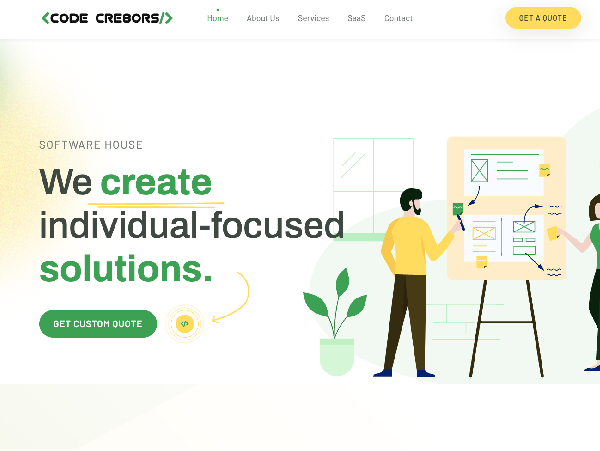 <CODE CRE8ORS/>
Home About Us Services SaaS Contact
GET A QUOTE
SOFTWARE HOUSE
We create
individual-focused
solutions.
GET CUSTOM QUOTE